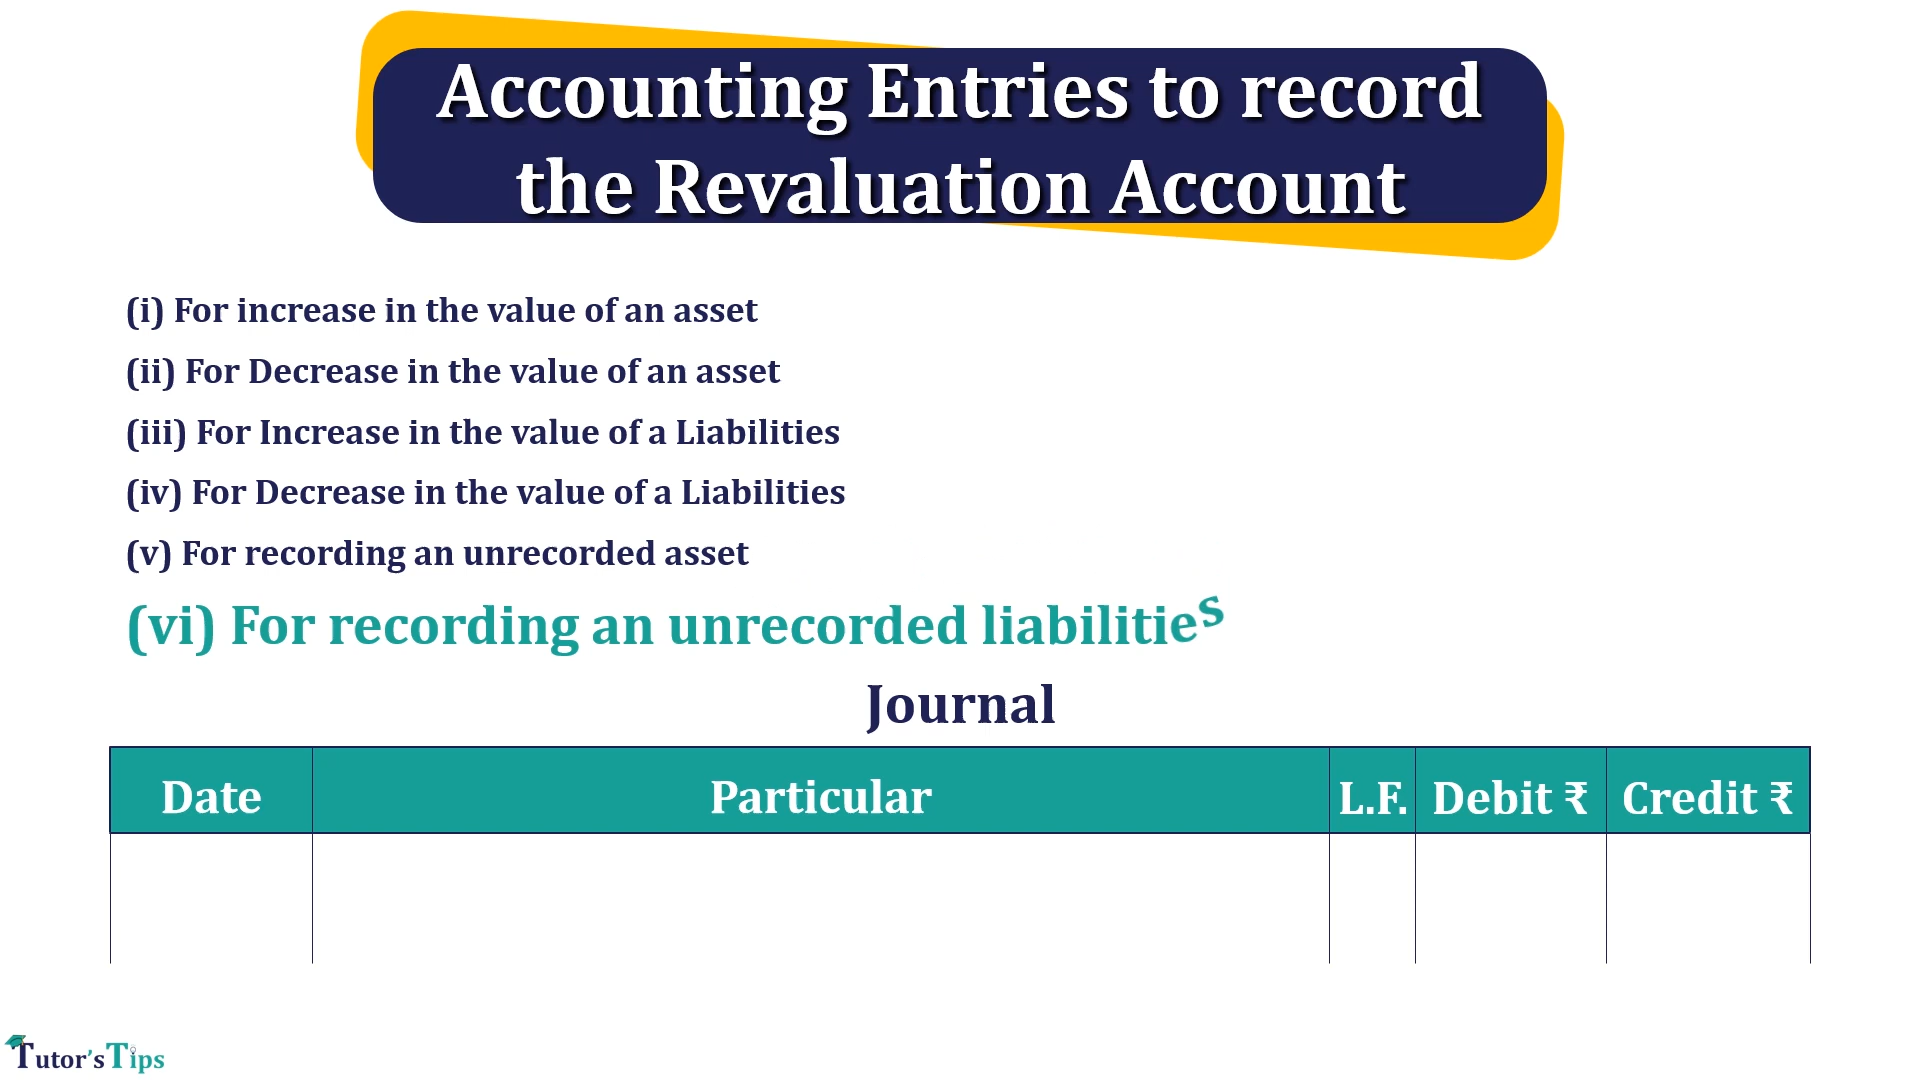 Accounting Entries to record
the Revaluation Account
(i) For increase in the value of an asset
(ii) For Decrease in the value of an asset
(iii) For Increase in the value of a Liabilities
(iv) For Decrease in the value of a Liabilities
(v) For recording an unrecorded asset
(vi) For recording an unrecorded liabilities
Journal
Date Particular L.F. Debit ₹ Credit ₹
Tutor'sTips